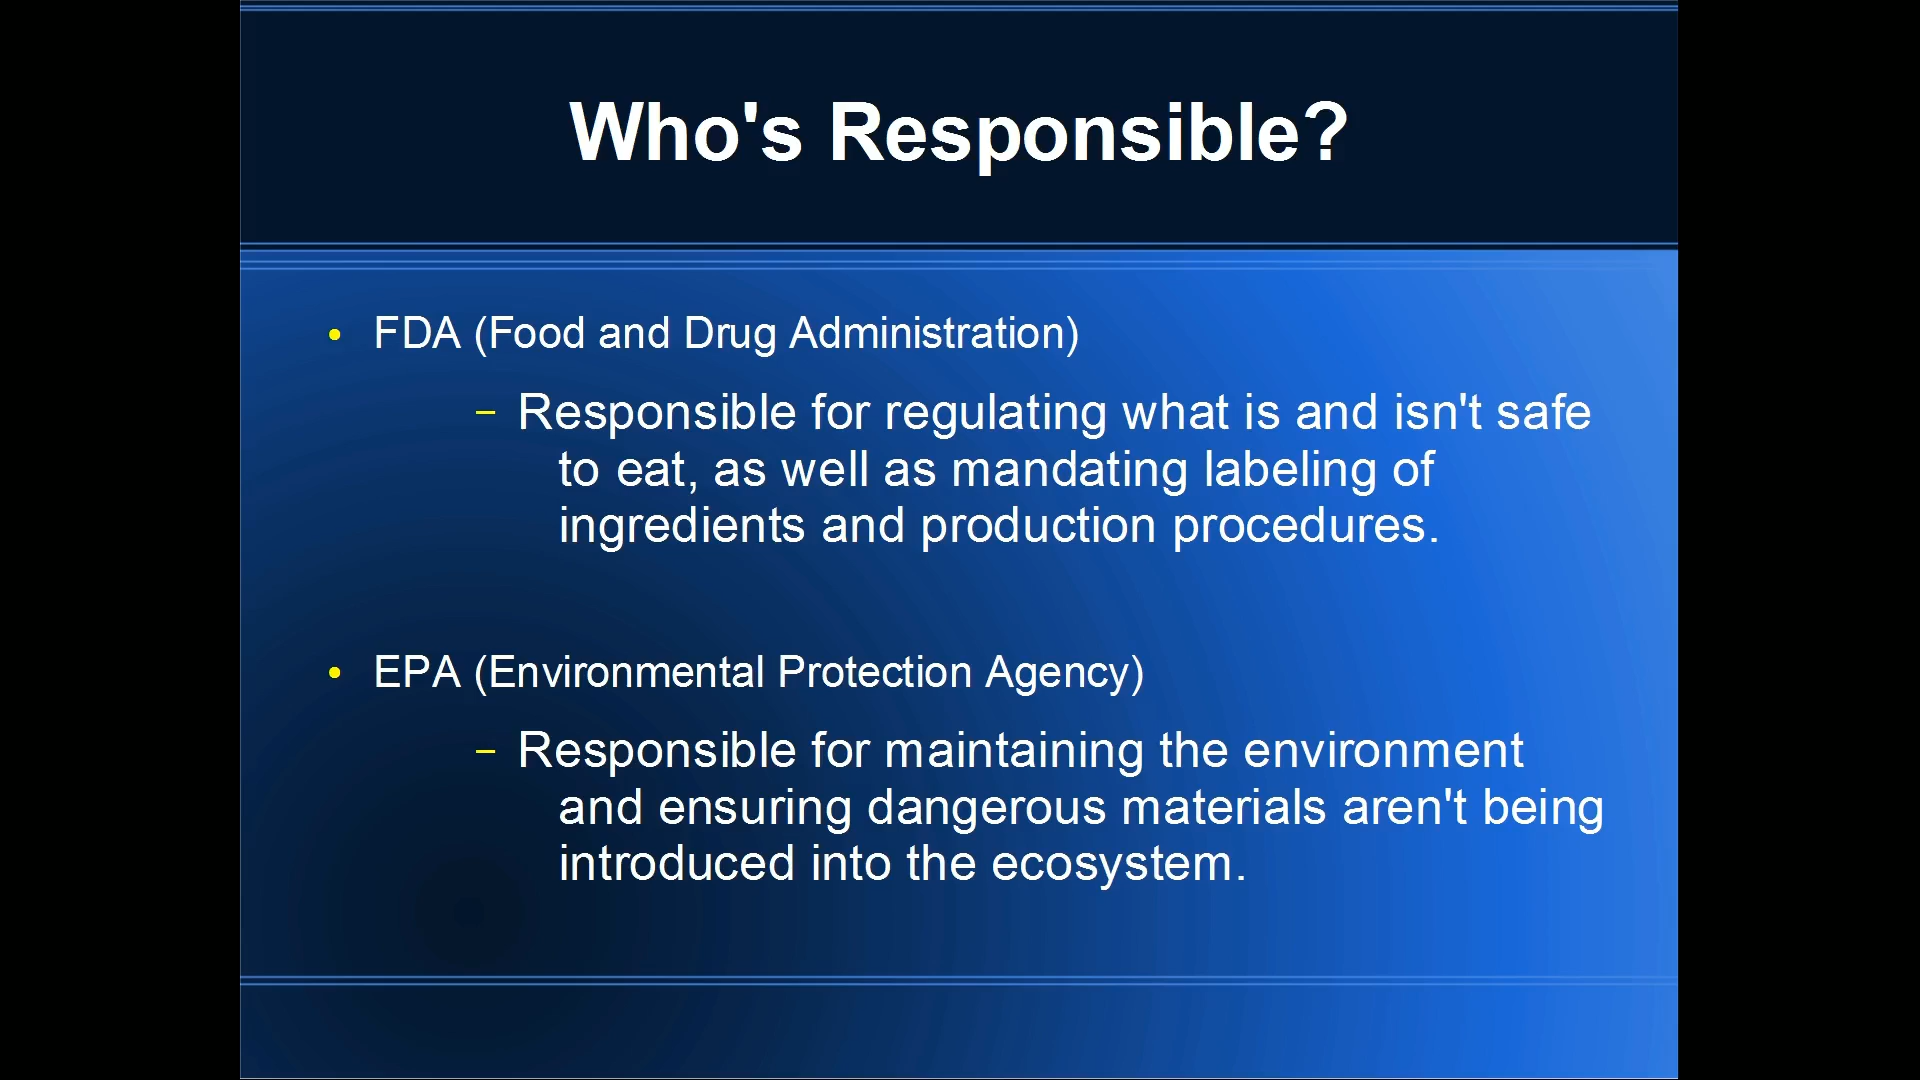 Who's Responsible?
• FDA (Food and Drug Administration)
– Responsible for regulating what is and isn't safe
to eat, as well as mandating labeling of
ingredients and production procedures.
• EPA (Environmental Protection Agency)
– Responsible for maintaining the environment
and ensuring dangerous materials aren't being
introduced into the ecosystem.